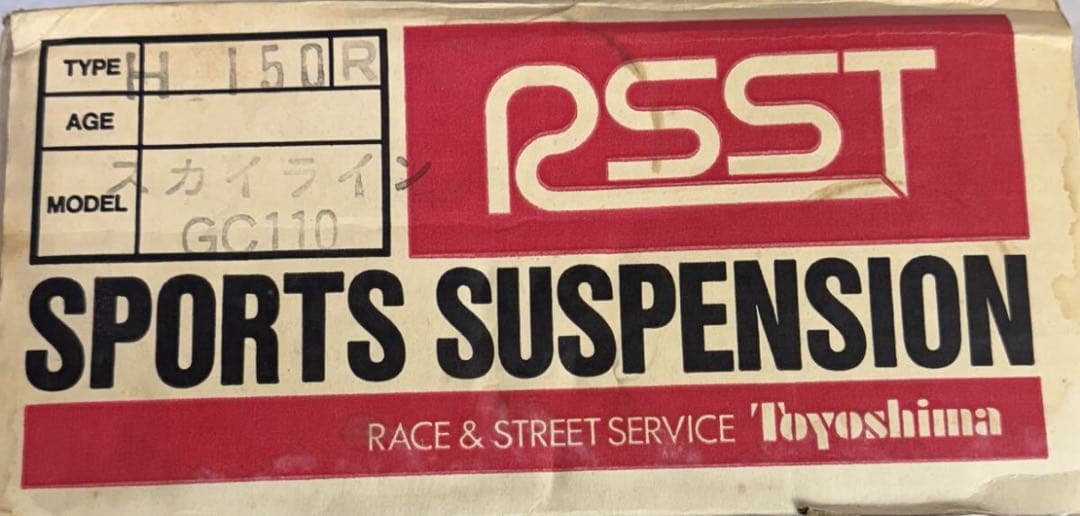 TYPE H 150 R
AGE
MODEL スカイライン
GC110
RSST
SPORTS SUSPENSION
RACE & STREET SERVICE Toyoshima